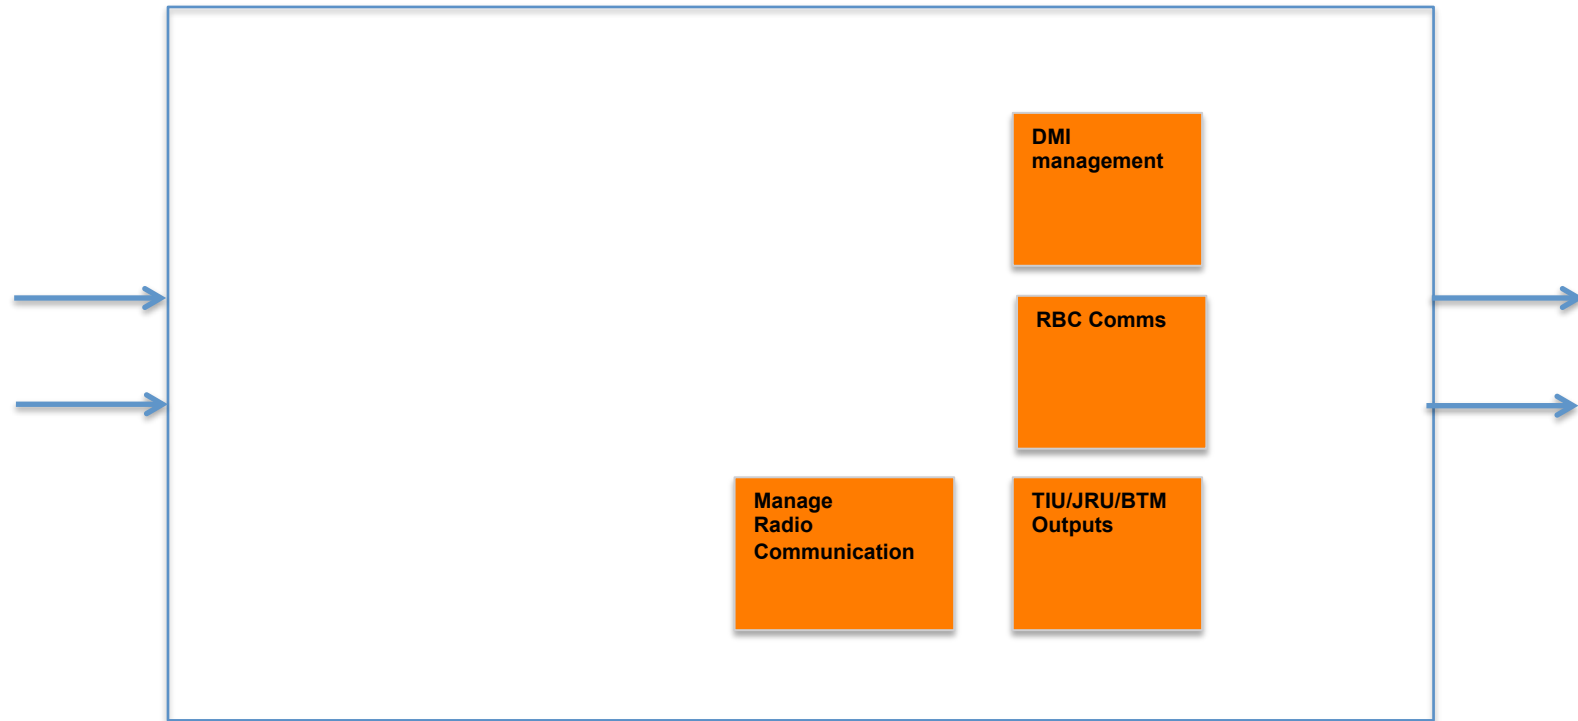 DMI
management
RBC Comms
Manage
Radio
Communication
TIU/JRU/BTM
Outputs